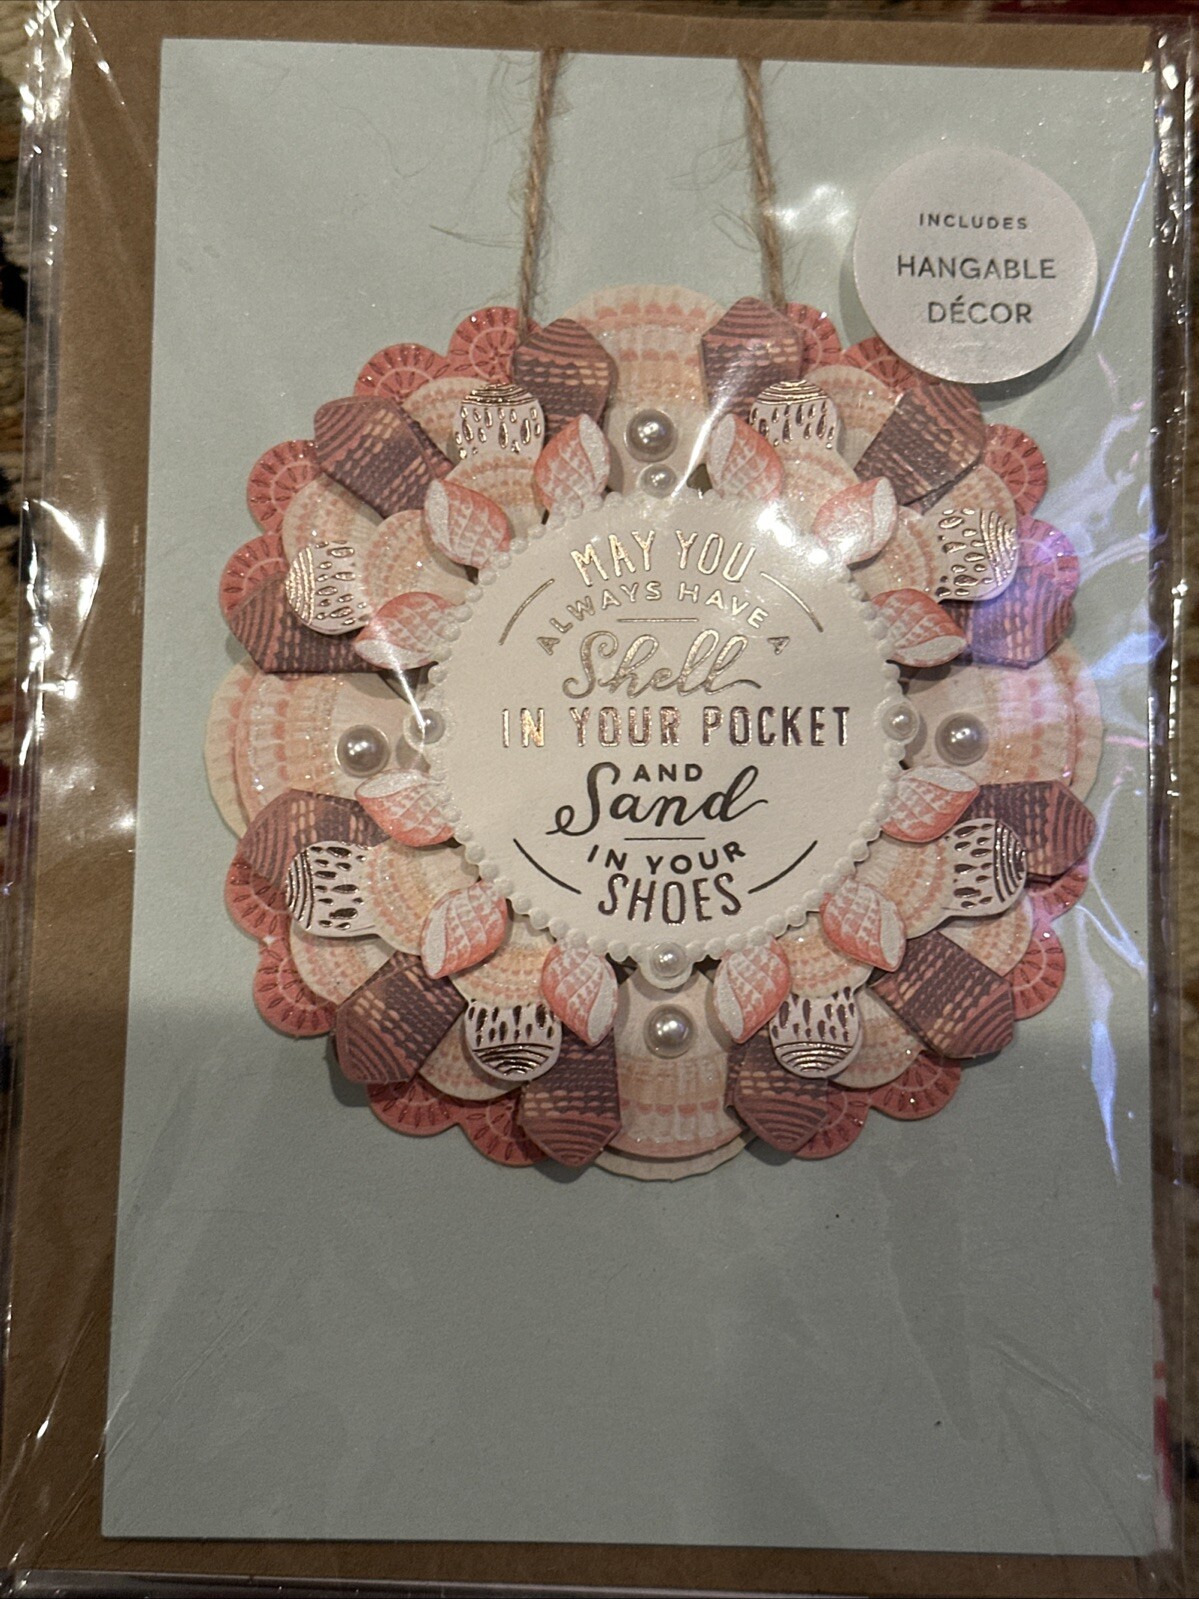 INCLUDES
HANGABLE
DÉCOR
MAY YOU
ALWAYS HAVE A
Shell
IN YOUR POCKET
AND
Sand
IN YOUR
SHOES